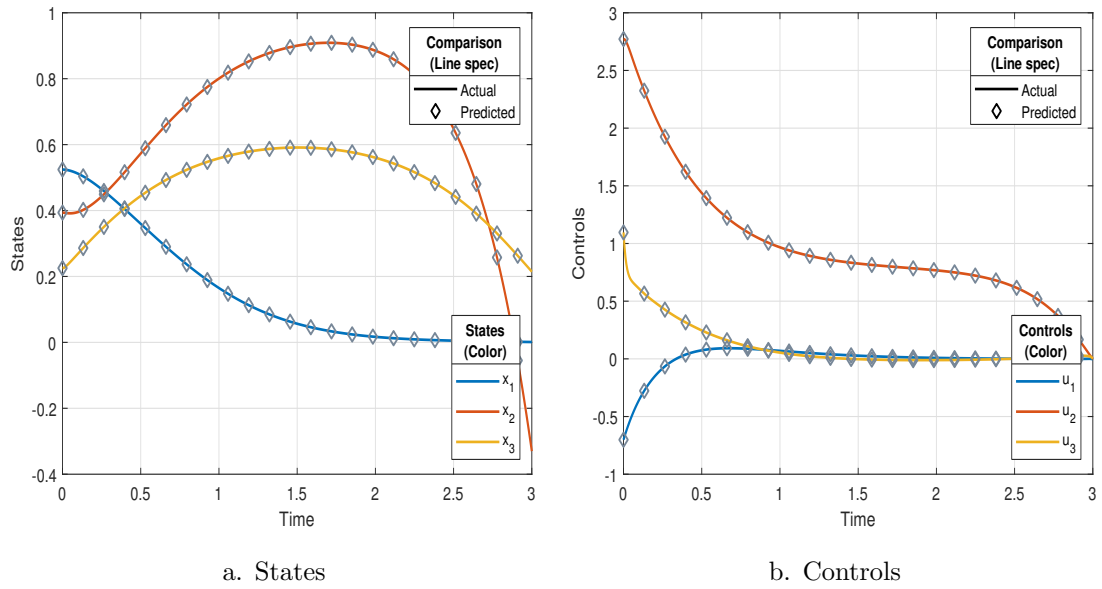 1
0.8
0.6
0.4
0.2
0
-0.2
-0.4
States
0 0.5 1 1.5 2 2.5 3
Time
Comparison
(Line spec)
Actual
Predicted
States
(Color)
x1
x2
x3
a. States
3
2.5
2
1.5
1
0.5
0
-0.5
-1
Controls
0 0.5 1 1.5 2 2.5 3
Time
Comparison
(Line spec)
Actual
Predicted
Controls
(Color)
u1
u2
u3
b. Controls